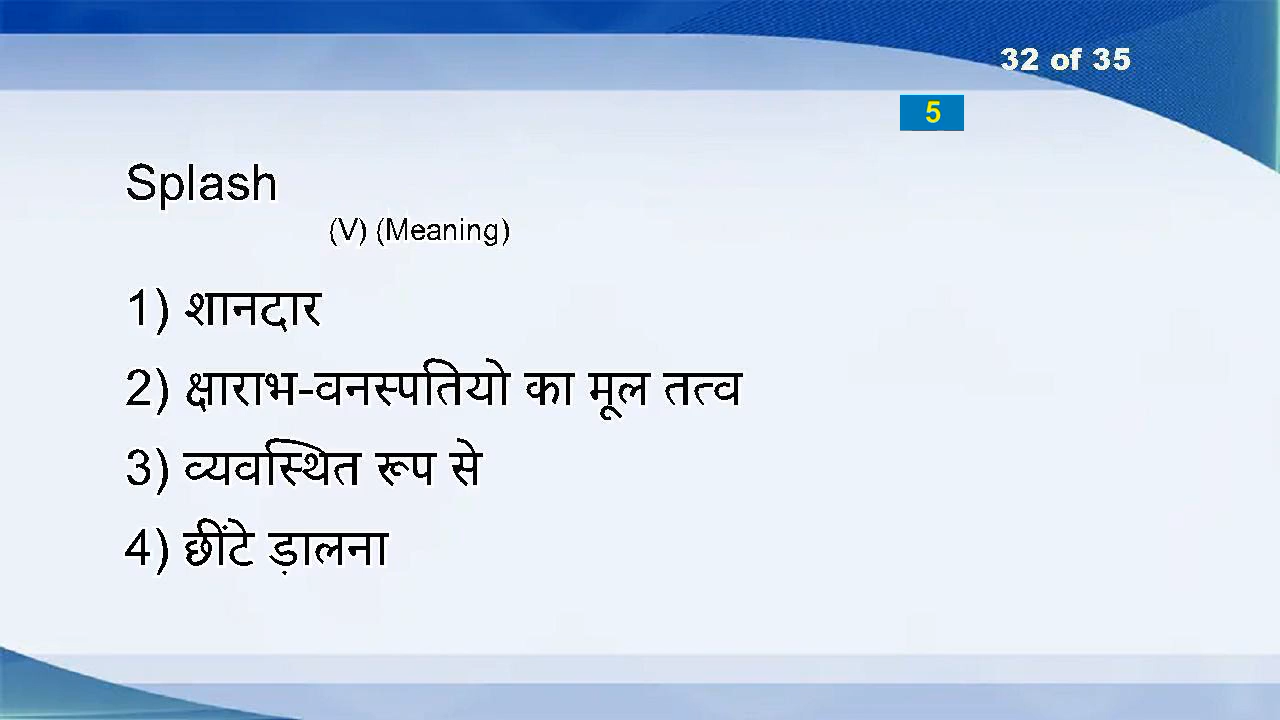 32 of 35
5
Splash
(V) (Meaning)
1) शानदार
2) क्षाराभ-वनस्पतियो का मूल तत्व
3) व्यवस्थित रूप से
4) छींटे ड़ालना